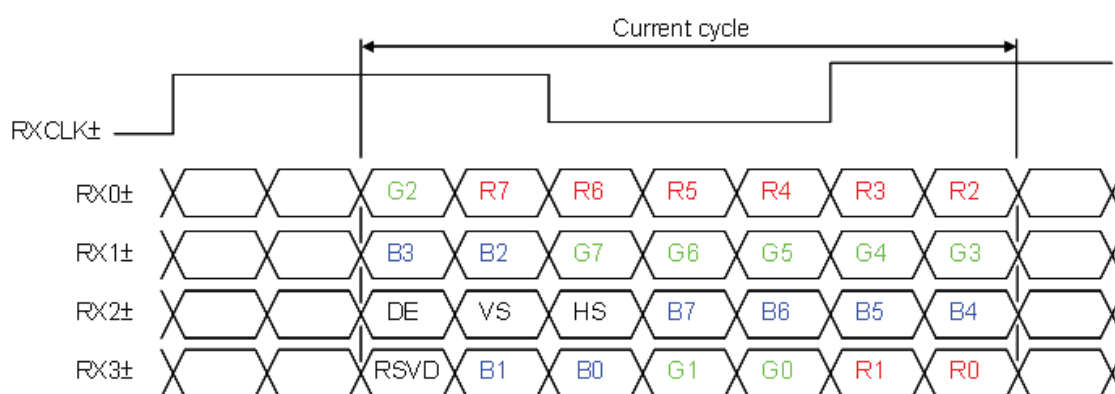 Current cycle
RXCLK±
RX0± G2 R7 R6 R5 R4 R3 R2
RX1± B3 B2 G7 G6 G5 G4 G3
RX2± DE VS HS B7 B6 B5 B4
RX3± RSVD B1 B0 G1 G0 R1 R0